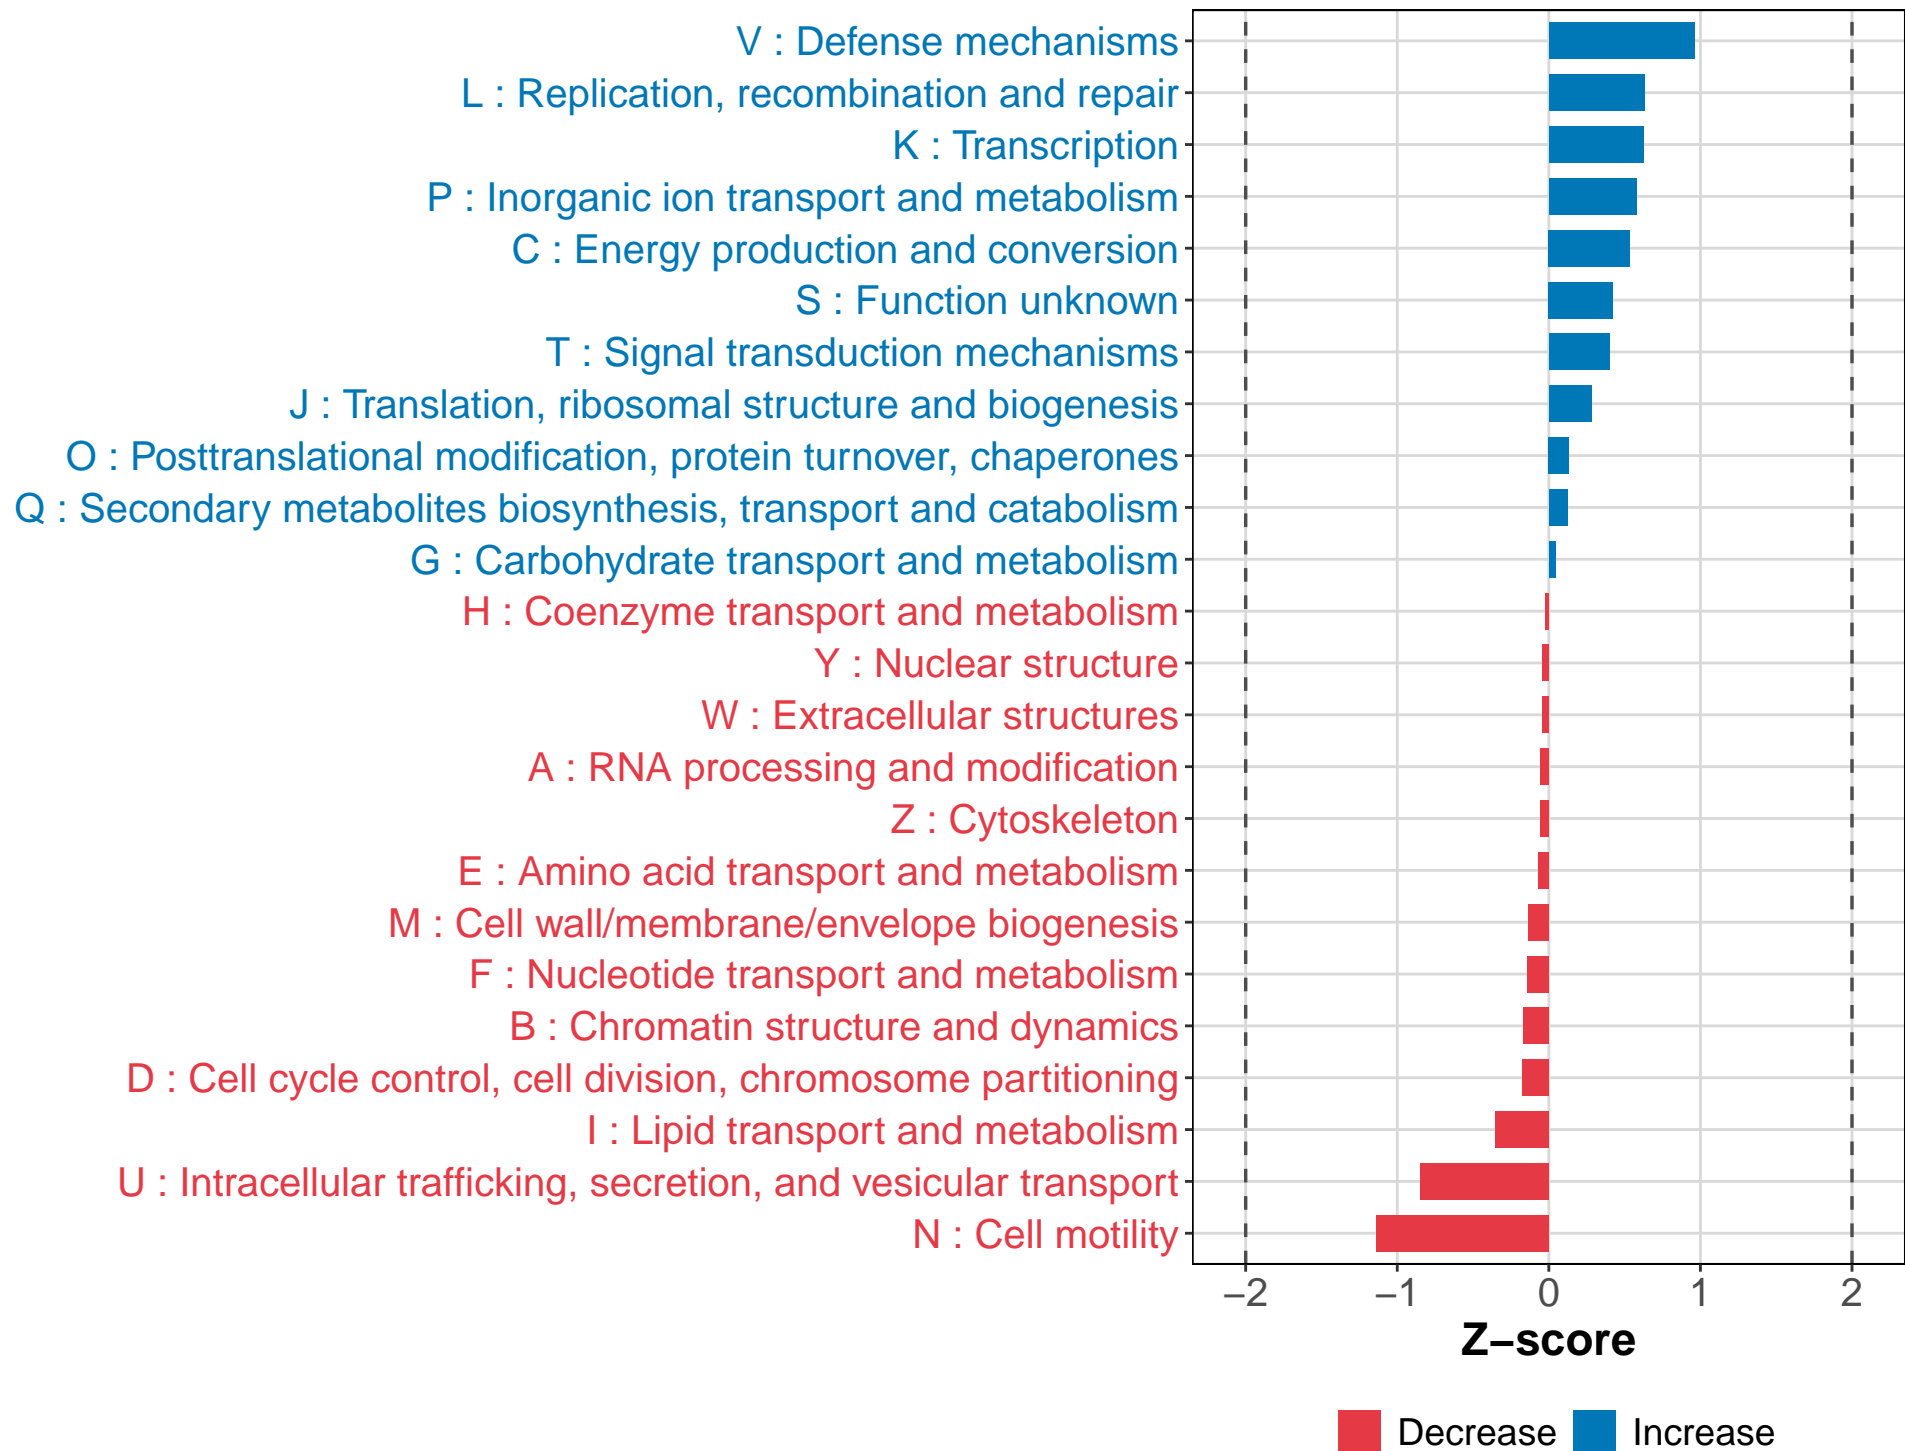 V : Defense mechanisms
L : Replication, recombination and repair
K : Transcription
P : Inorganic ion transport and metabolism
C : Energy production and conversion
S : Function unknown
T : Signal transduction mechanisms
J : Translation, ribosomal structure and biogenesis
O : Posttranslational modification, protein turnover, chaperones
Q : Secondary metabolites biosynthesis, transport and catabolism
G : Carbohydrate transport and metabolism
H : Coenzyme transport and metabolism
Y : Nuclear structure
W : Extracellular structures
A : RNA processing and modification
Z : Cytoskeleton
E : Amino acid transport and metabolism
M : Cell wall/membrane/envelope biogenesis
F : Nucleotide transport and metabolism
B : Chromatin structure and dynamics
D : Cell cycle control, cell division, chromosome partitioning
I : Lipid transport and metabolism
U : Intracellular trafficking, secretion, and vesicular transport
N : Cell motility
−2 −1 0 1 2
Z−score
Decrease Increase